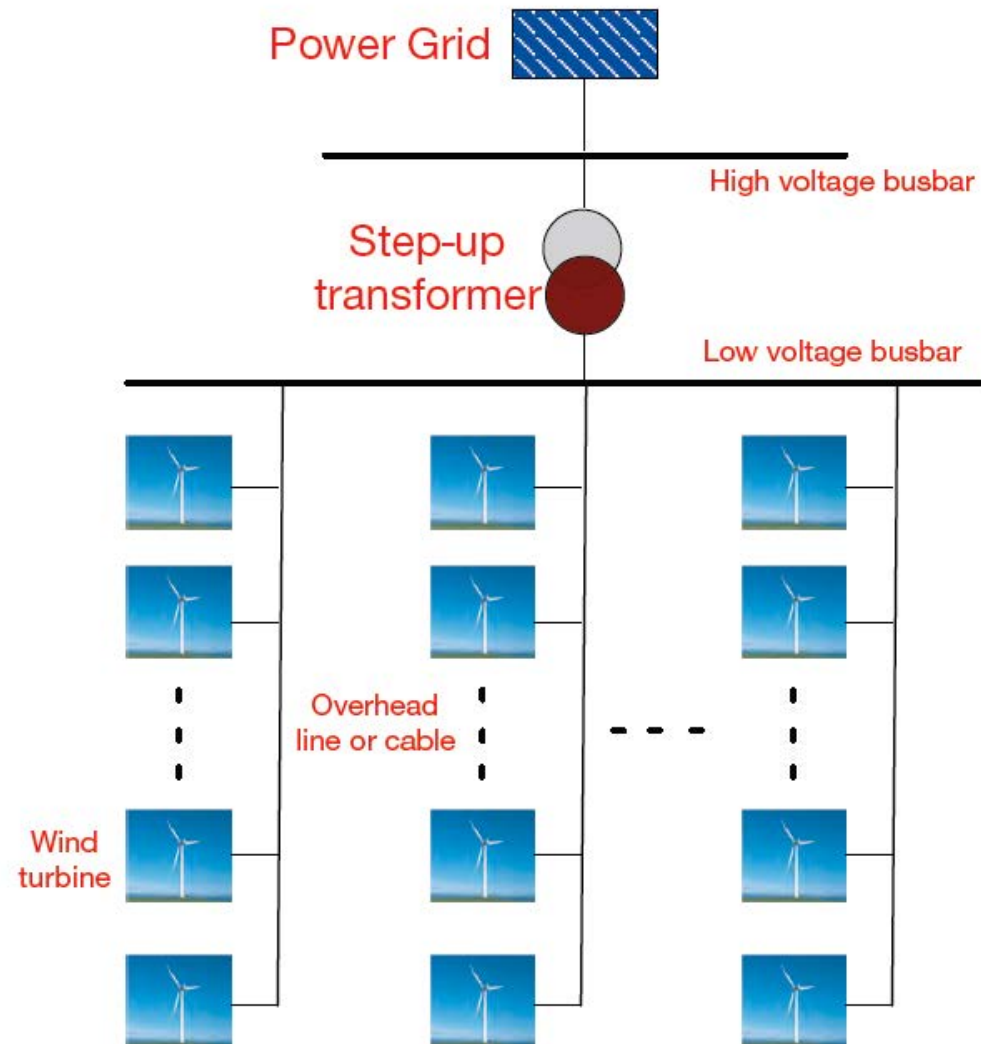 Power Grid
High voltage busbar
Step-up
transformer
Low voltage busbar
Overhead
line or cable
Wind
turbine